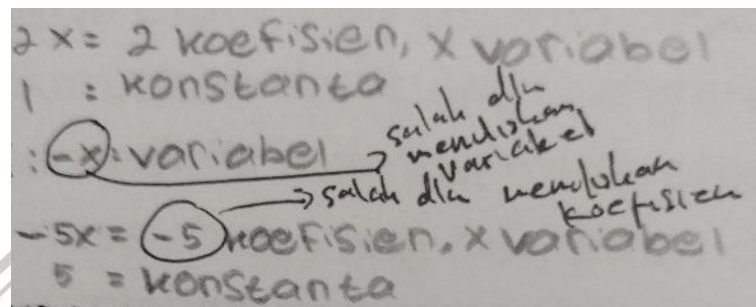 2x = 2 koefisien, x variabel
1 : konstanta
: -x : variabel
salah dlm
menuliskan
variabel
salah dlm menuliskan
koefisien
-5x = -5 koefisien, x variabel
5 = konstanta